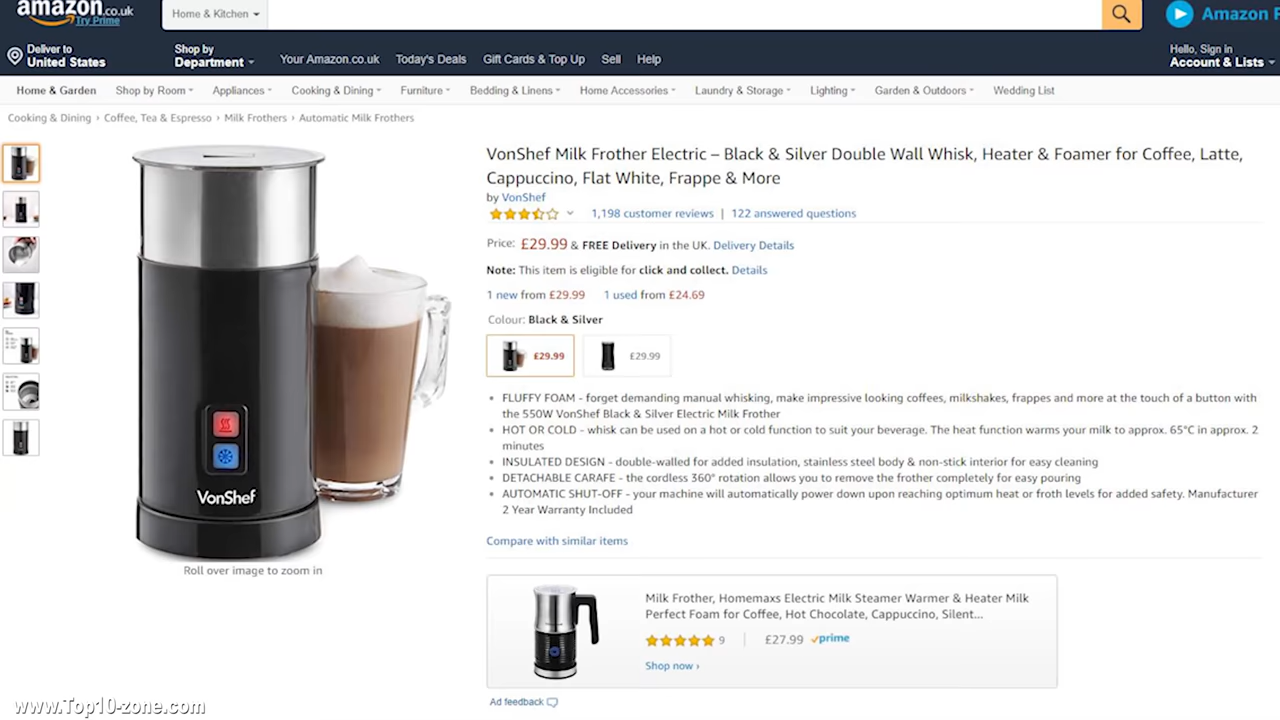 amazon.co.uk
Try Prime
Home & Kitchen
Amazon
Deliver to
United States
Shop by
Department
Your Amazon.co.uk
Today's Deals
Gift Cards & Top Up
Sell
Help
Hello, Sign in
Account & Lists
Home & Garden
Shop by Room
Appliances
Cooking & Dining
Furniture
Bedding & Linens
Home Accessories
Laundry & Storage
Lighting
Garden & Outdoors
Wedding List
Cooking & Dining › Coffee, Tea & Espresso › Milk Frothers › Automatic Milk Frothers
VonShef Milk Frother Electric – Black & Silver Double Wall Whisk, Heater & Foamer for Coffee, Latte,
Cappuccino, Flat White, Frappe & More
by VonShef
1,198 customer reviews | 122 answered questions
Price: £29.99 & FREE Delivery in the UK. Delivery Details
Note: This item is eligible for click and collect. Details
1 new from £29.99 1 used from £24.69
Colour: Black & Silver
£29.99
£29.99
FLUFFY FOAM - forget demanding manual whisking, make impressive looking coffees, milkshakes, frappes and more at the touch of a button with
the 550W VonShef Black & Silver Electric Milk Frother
HOT OR COLD - whisk can be used on a hot or cold function to suit your beverage. The heat function warms your milk to approx. 65°C in approx. 2
minutes
INSULATED DESIGN - double-walled for added insulation, stainless steel body & non-stick interior for easy cleaning
DETACHABLE CARAFE - the cordless 360° rotation allows you to remove the frother completely for easy pouring
AUTOMATIC SHUT-OFF - your machine will automatically power down upon reaching optimum heat or froth levels for added safety. Manufacturer
2 Year Warranty Included
Compare with similar items
VonShef
Roll over image to zoom in
Milk Frother, Homemaxs Electric Milk Steamer Warmer & Heater Milk
Perfect Foam for Coffee, Hot Chocolate, Cappuccino, Silent...
9 | £27.99 prime
Shop now ›
Ad feedback
www.Top10-zone.com